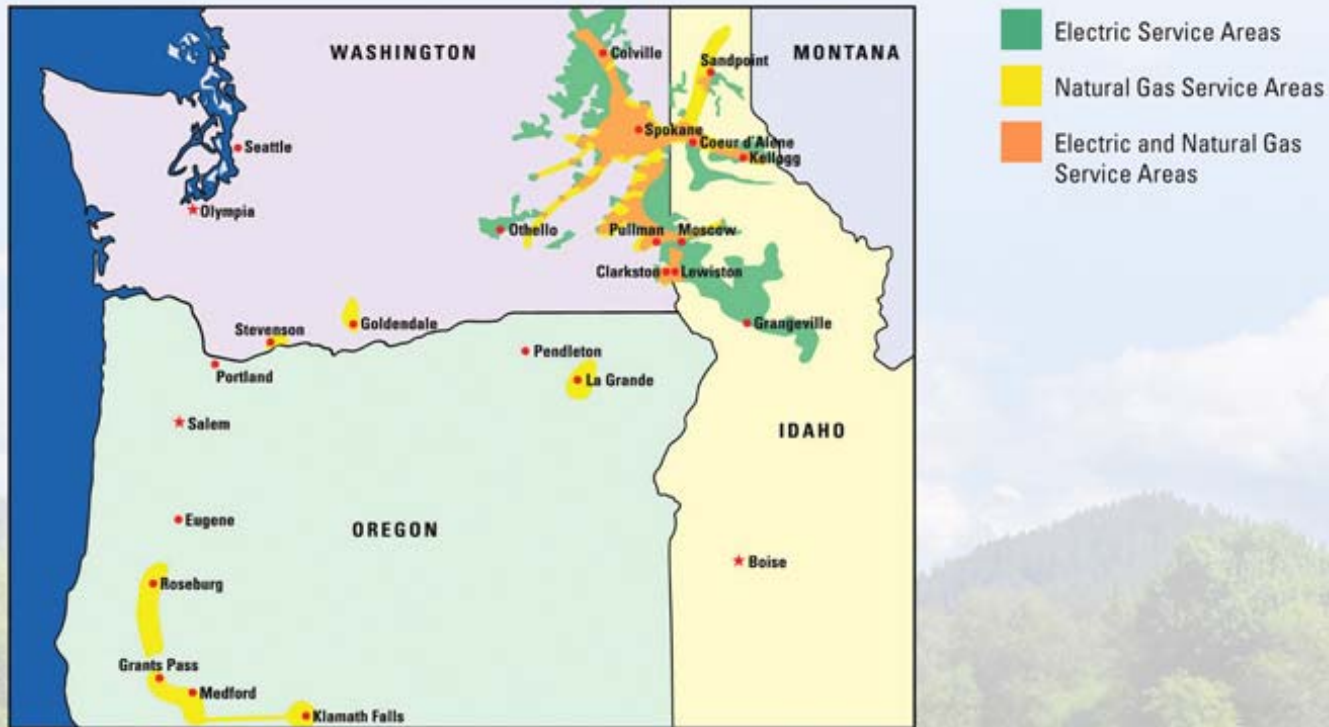 WASHINGTON
MONTANA
Colville
Sandpoint
Spokane
Coeur d'Alene
Kellogg
Seattle
Olympia
Othello
Pullman
Moscow
Clarkston
Lewiston
Grangeville
Goldendale
Stevenson
Portland
Pendleton
La Grande
Salem
IDAHO
Eugene
OREGON
Boise
Roseburg
Grants Pass
Medford
Klamath Falls
Electric Service Areas
Natural Gas Service Areas
Electric and Natural Gas
Service Areas